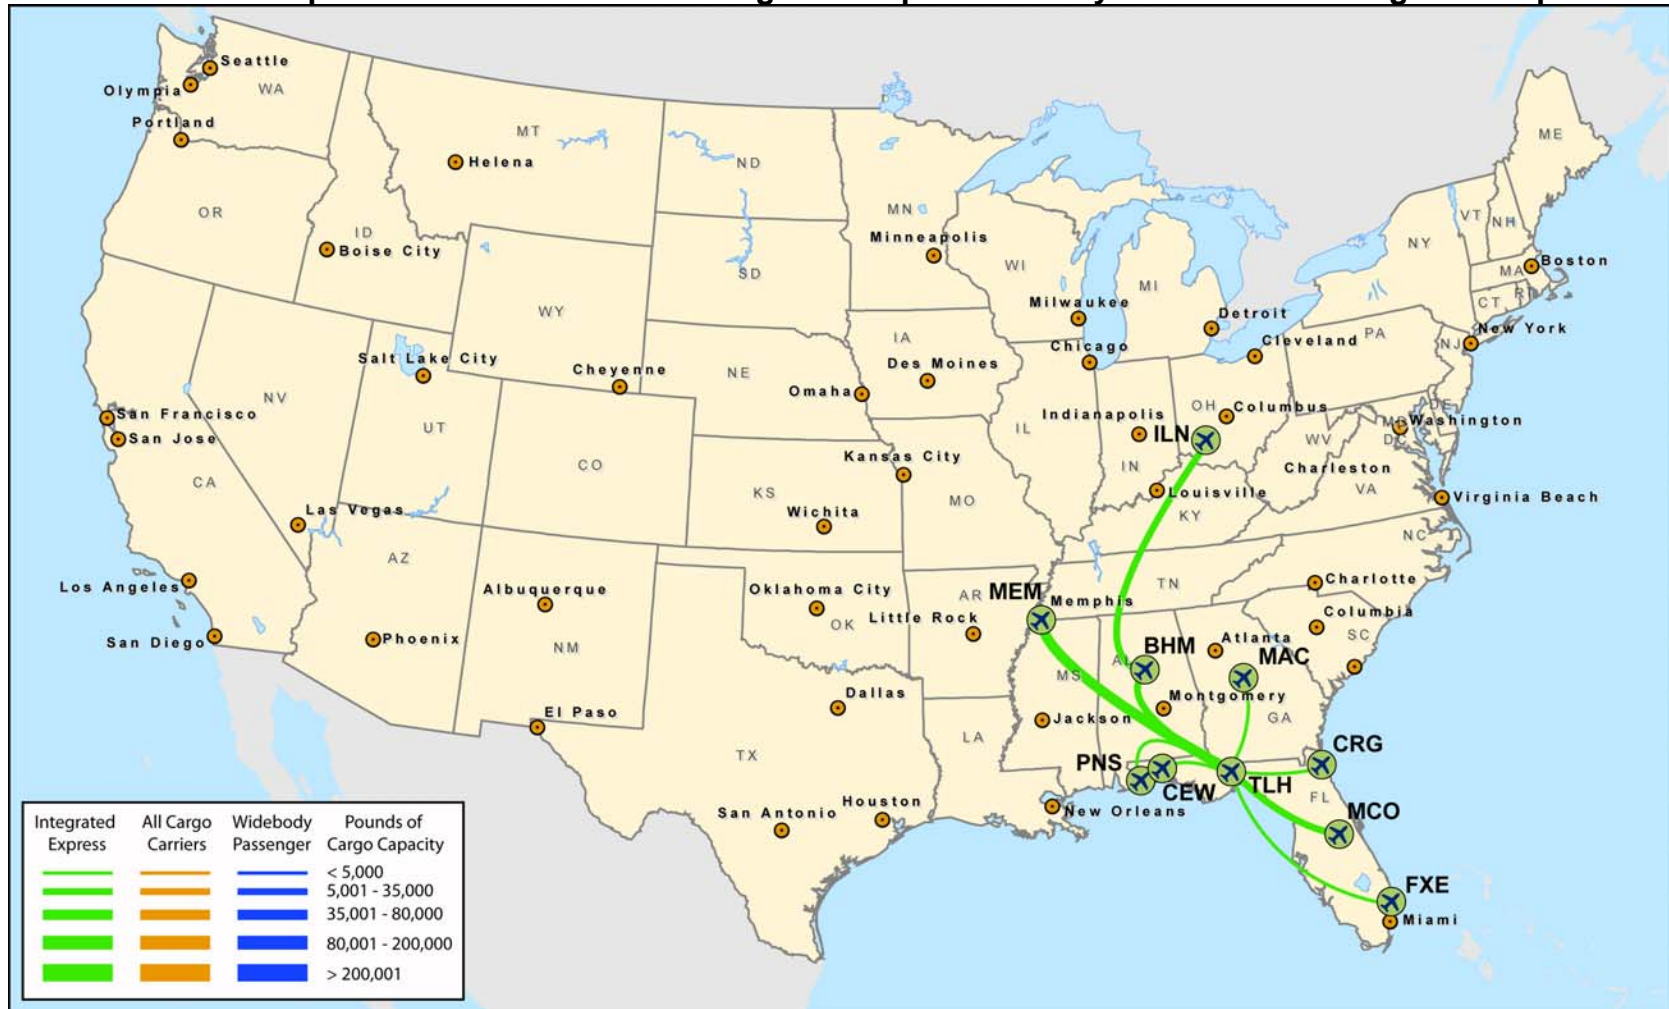 Seattle
WA
Olympia
Portland
MT
Helena
ND
ME
OR
ID
Boise City
MN
Minneapolis
VT
NH
NY
SD
WI
MI
MA
Boston
CT
RI
WY
Milwaukee
Detroit
New York
IA
Chicago
Cleveland
PA
NJ
Salt Lake City
Des Moines
Cheyenne
NE
Omaha
NV
San Francisco
San Jose
UT
Indianapolis
OH
Columbus
DE
MD
Washington
DC
IL
ILN
WV
CO
Kansas City
IN
Charleston
CA
KS
MO
Louisville
VA
Virginia Beach
Las Vegas
Wichita
KY
NC
AZ
Los Angeles
Albuquerque
Oklahoma City
AR
MEM
Memphis
TN
Charlotte
Little Rock
OK
Columbia
SC
San Diego
Phoenix
NM
BHM
Atlanta
MAC
AL
MS
Dallas
Montgomery
El Paso
Jackson
GA
LA
TX
CRG
PNS
CEW
TLH
FL
San Antonio
Houston
New Orleans
MCO
FXE
Miami
Integrated Express
All Cargo Carriers
Widebody Passenger
Pounds of Cargo Capacity
< 5,000
5,001 - 35,000
35,001 - 80,000
80,001 - 200,000
> 200,001